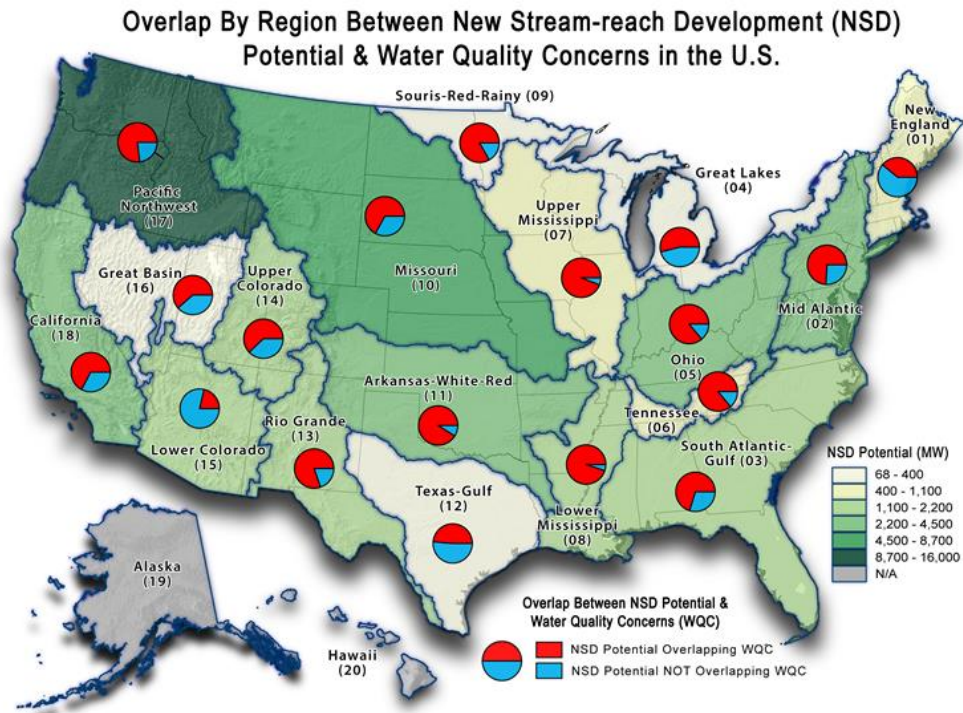 Overlap By Region Between New Stream-reach Development (NSD)
Potential & Water Quality Concerns in the U.S.
Souris-Red-Rainy (09)
New
England
(01)
Great Lakes
(04)
Pacific
Northwest
(17)
Upper
Mississippi
(07)
Great Basin
(16)
Upper
Colorado
(14)
Missouri
(10)
Mid Alantic
(02)
California
(18)
Ohio
(05)
Arkansas-White-Red
(11)
Tennessee
(06)
Rio Grande
(13)
Lower Colorado
(15)
South Atlantic-
Gulf (03)
Texas-Gulf
(12)
Lower
Mississippi
(08)
Alaska
(19)
Hawaii
(20)
NSD Potential (MW)
68 - 400
400 - 1,100
1,100 - 2,200
2,200 - 4,500
4,500 - 8,700
8,700 - 16,000
N/A
Overlap Between NSD Potential &
Water Quality Concerns (WQC)
NSD Potential Overlapping WQC
NSD Potential NOT Overlapping WQC